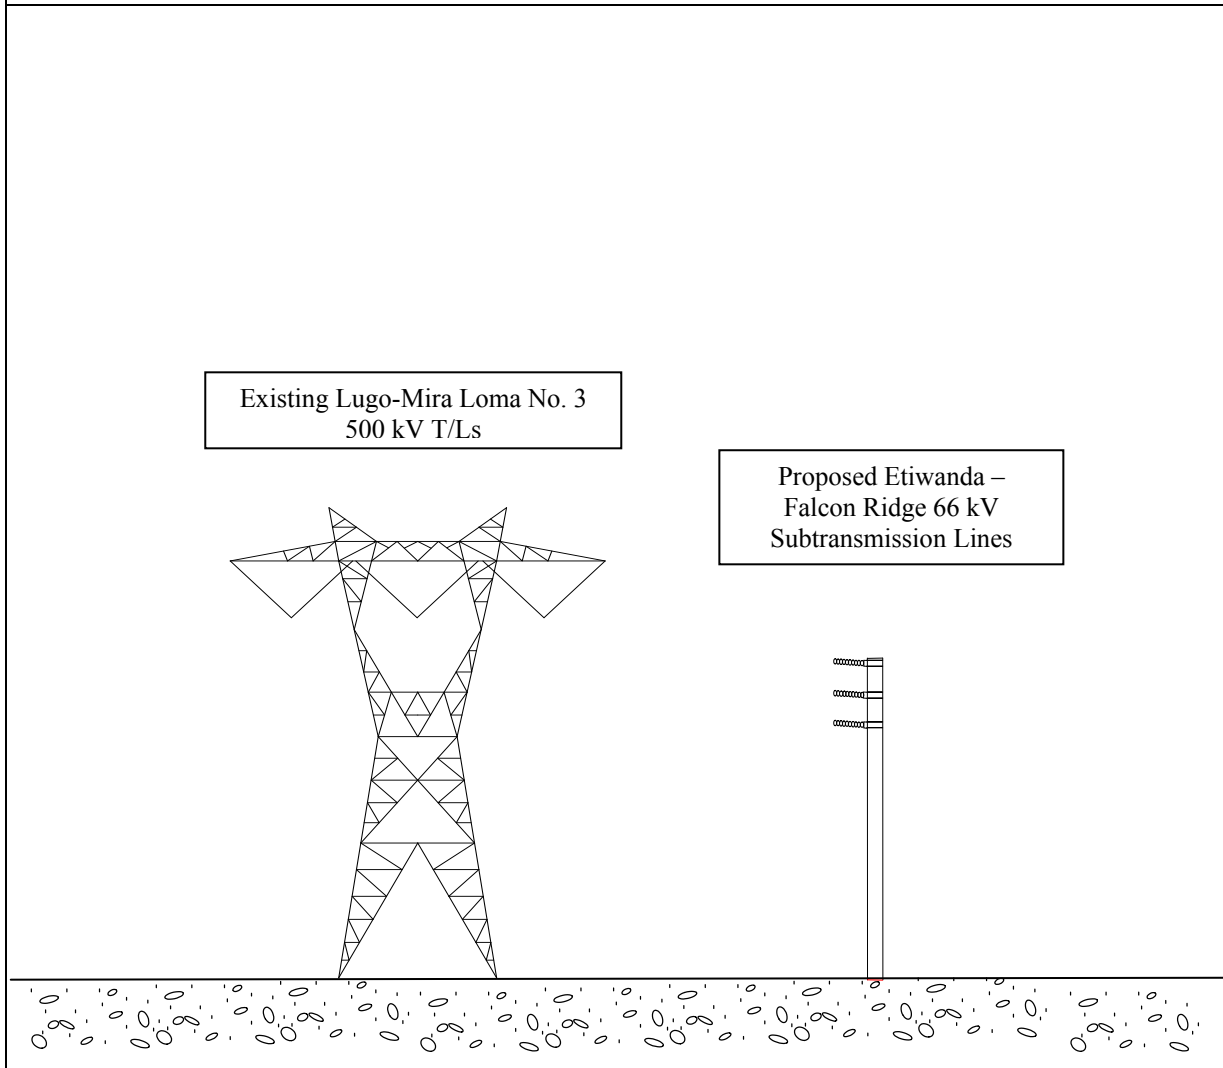 Existing Lugo-Mira Loma No. 3
500 kV T/Ls
Proposed Etiwanda –
Falcon Ridge 66 kV
Subtransmission Lines